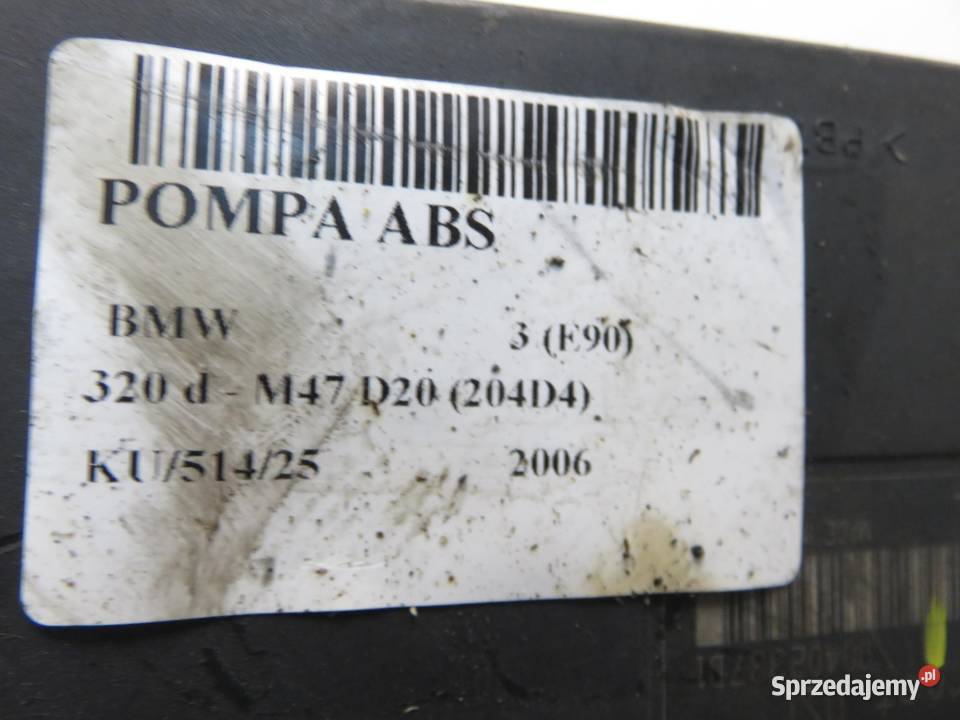 POMPA ABS
BMW 3 (E90)
320 d - M47 D20 (204D4)
KU/514/25 2006
Sprzedajemy.pl